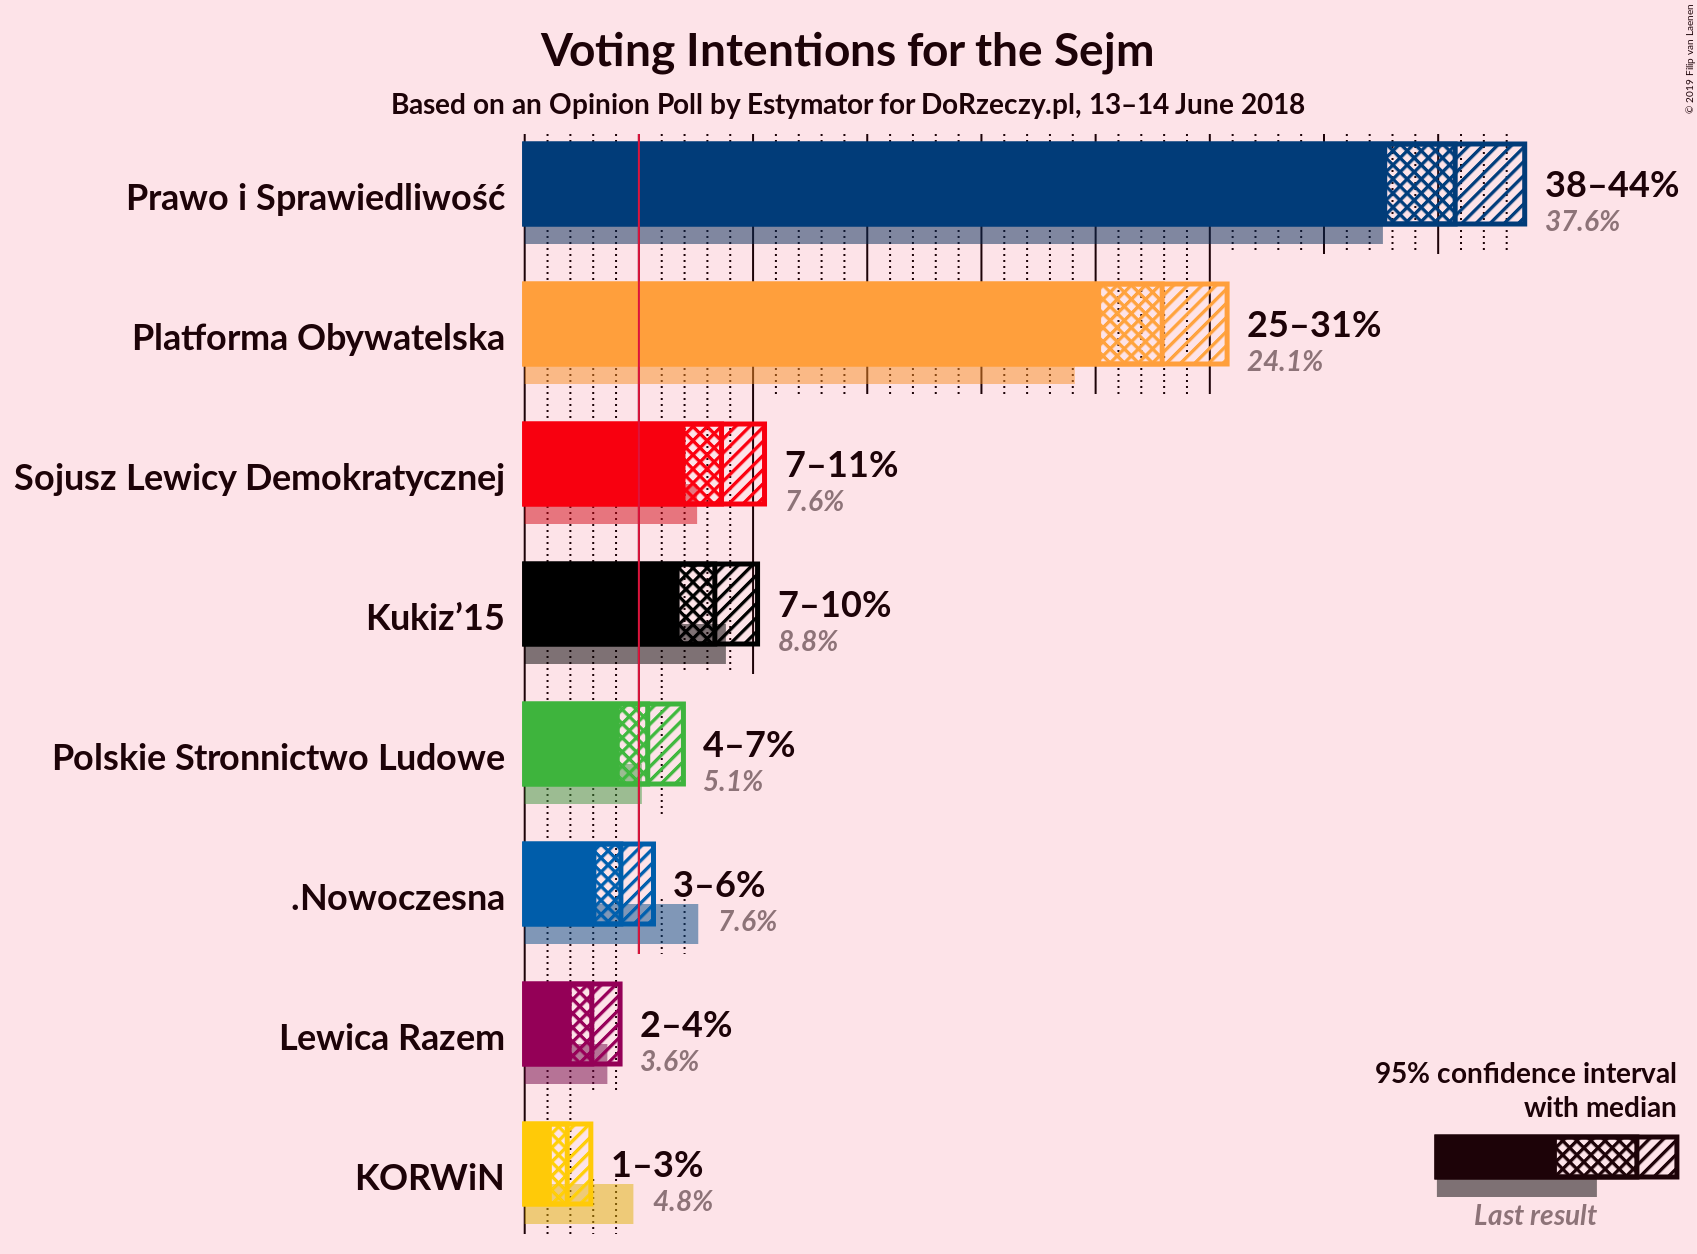 Voting Intentions for the Sejm
Based on an Opinion Poll by Estymator for DoRzeczy.pl, 13–14 June 2018
© 2019 Filip van Laenen
Prawo i Sprawiedliwość
38–44%
37.6%
Platforma Obywatelska
25–31%
24.1%
Sojusz Lewicy Demokratycznej
7–11%
7.6%
Kukiz’15
7–10%
8.8%
Polskie Stronnictwo Ludowe
4–7%
5.1%
.Nowoczesna
3–6%
7.6%
Lewica Razem
2–4%
3.6%
KORWiN
1–3%
4.8%
95% confidence interval
with median
Last result